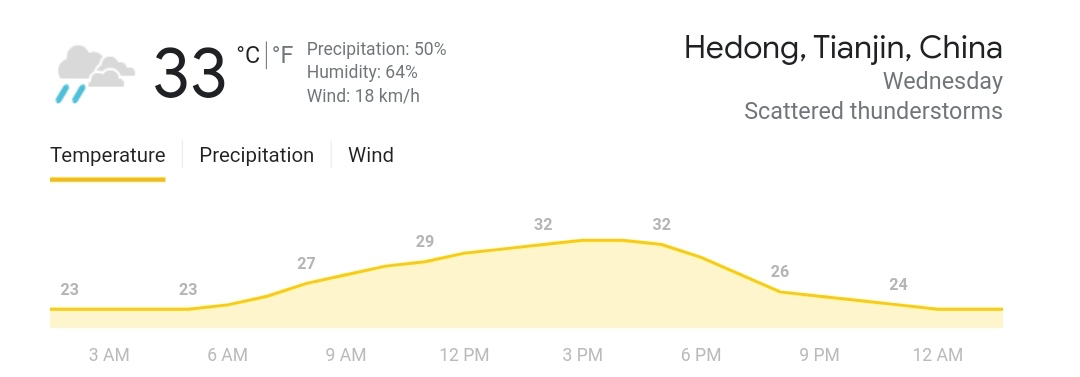 33 °C|°F
Precipitation: 50%
Humidity: 64%
Wind: 18 km/h
Hedong, Tianjin, China
Wednesday
Scattered thunderstorms
Temperature Precipitation Wind
23 23 27 29 32 32 26 24
3 AM 6 AM 9 AM 12 PM 3 PM 6 PM 9 PM 12 AM